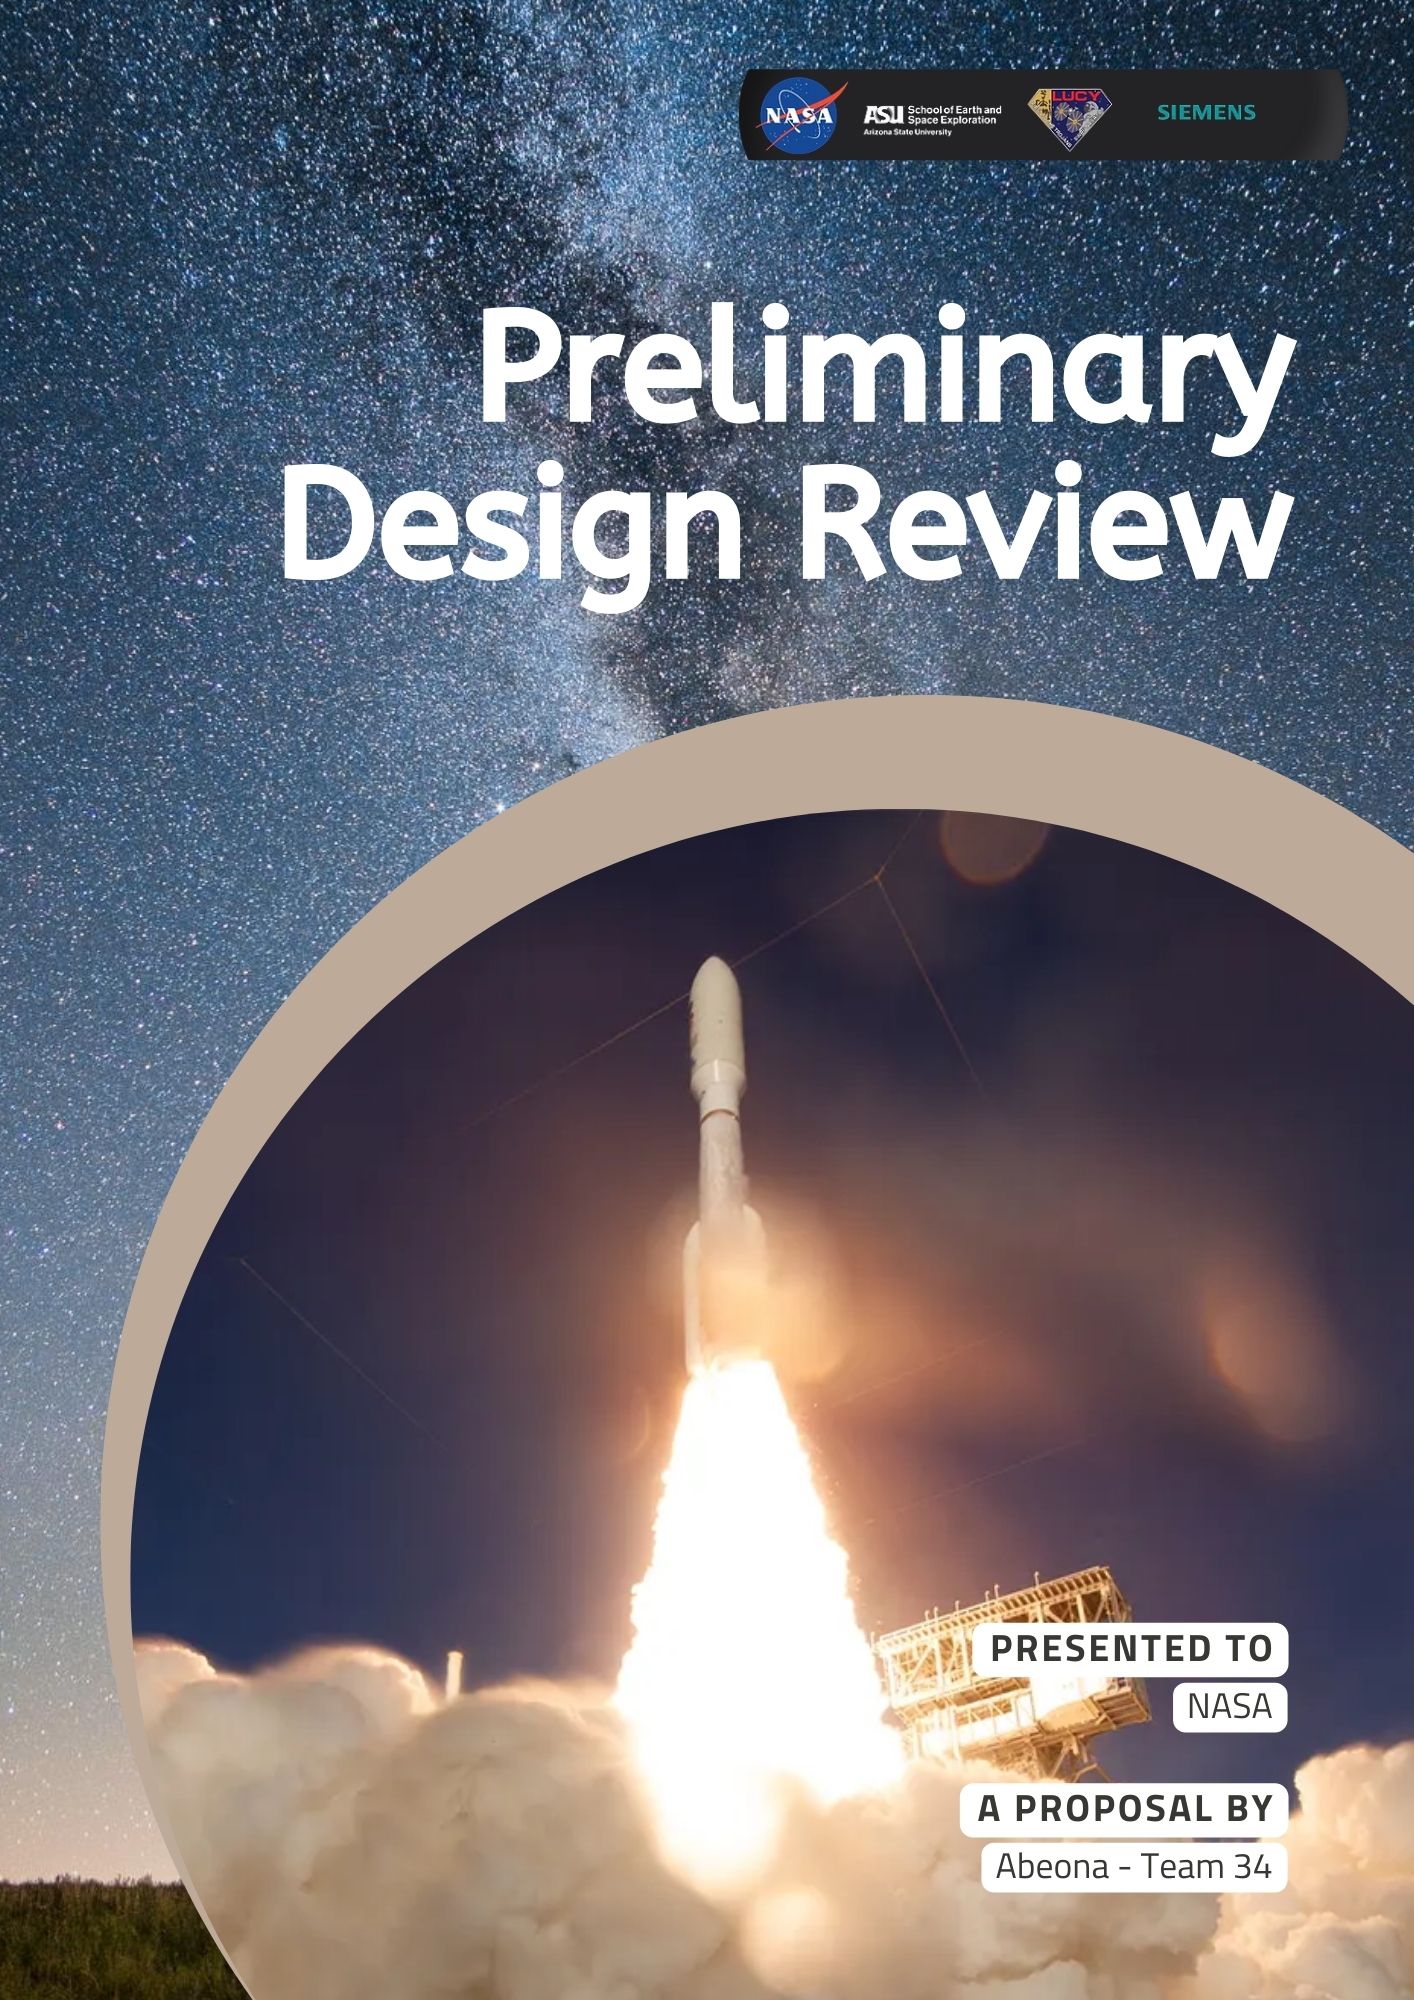 NASA
ASU School of Earth and
Space Exploration
Arizona State University
LUCY
SIEMENS
Preliminary
Design Review
PRESENTED TO
NASA
A PROPOSAL BY
Abeona - Team 34